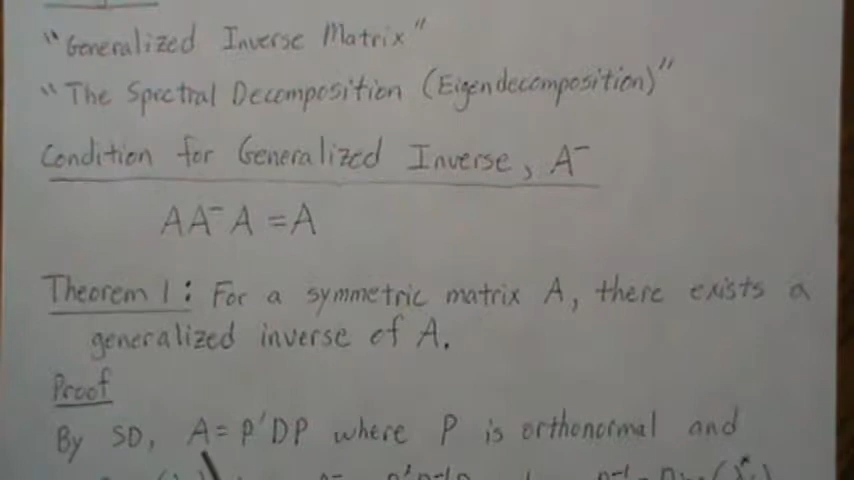 "Generalized Inverse Matrix"
"The Spectral Decomposition (Eigendecomposition)"
Condition for Generalized Inverse, A⁻
AA⁻A = A
Theorem 1: For a symmetric matrix A, there exists a
generalized inverse of A.
Proof
By SD, A = P'DP where P is orthonormal and